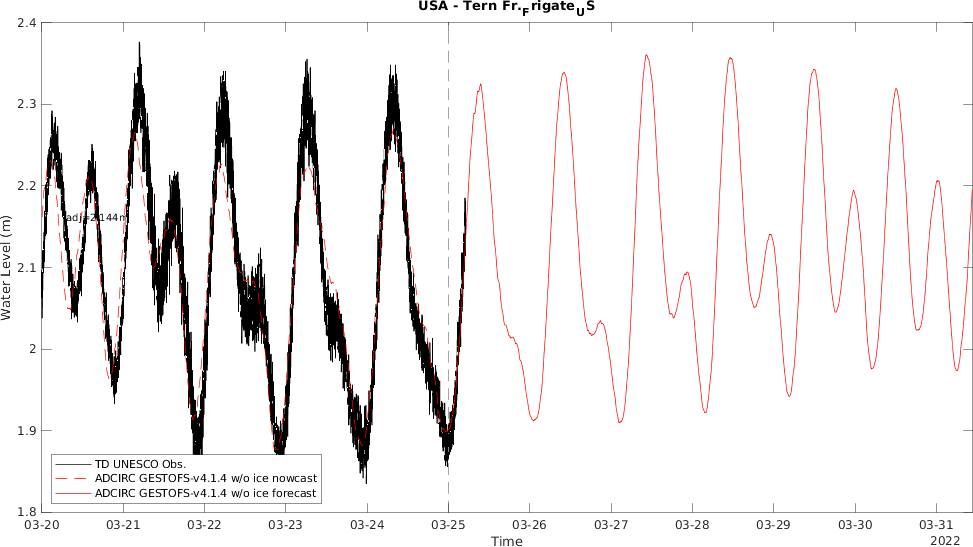 USA - Tern Fr.FrigateUS
2.4
2.3
2.2
2.1
2
1.9
1.8
Water Level (m)
adj=2.144m
TD UNESCO Obs.
ADCIRC GESTOFS-v4.1.4 w/o ice nowcast
ADCIRC GESTOFS-v4.1.4 w/o ice forecast
03-20 03-21 03-22 03-23 03-24 03-25 03-26 03-27 03-28 03-29 03-30 03-31
Time
2022